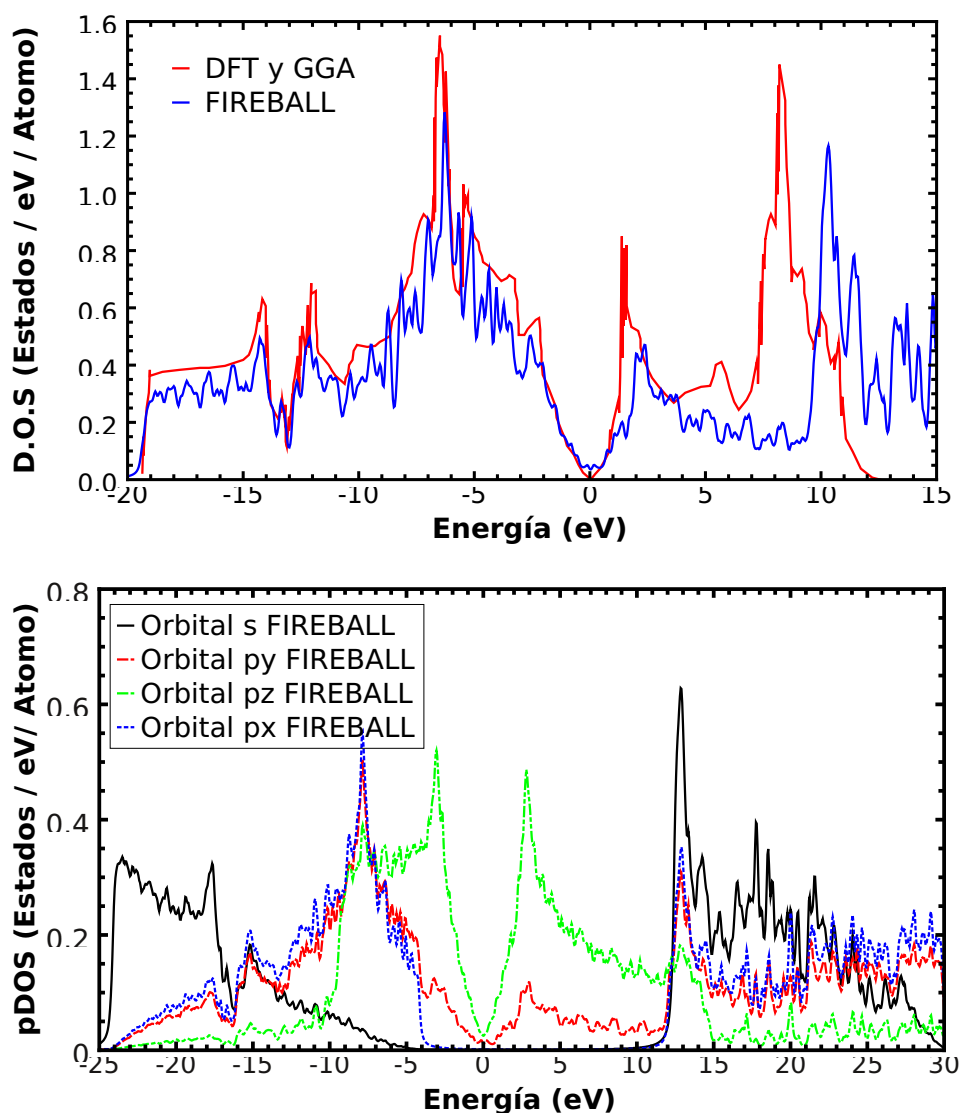 1.6
1.4
1.2
1.0
0.8
0.6
0.4
0.2
0.0
D.O.S (Estados / eV / Atomo)
DFT y GGA
FIREBALL
-20 -15 -10 -5 0 5 10 15
Energía (eV)
0.8
0.6
0.4
0.2
0
pDOS (Estados / eV/ Atomo)
Orbital s FIREBALL
Orbital py FIREBALL
Orbital pz FIREBALL
Orbital px FIREBALL
-25 -20 -15 -10 -5 0 5 10 15 20 25 30
Energía (eV)